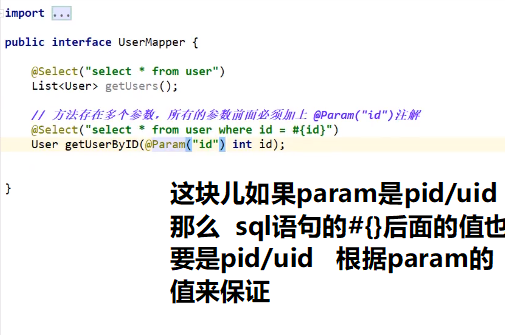 import ...
public interface UserMapper {
@Select("select * from user")
List<User> getUsers();
// 方法存在多个参数，所有的参数前面必须加上 @Param("id")注解
@Select("select * from user where id = #{id}")
User getUserByID(@Param("id") int id);
}
这块儿如果param是pid/uid
那么 sql语句的#{}后面的值也
要是pid/uid 根据param的
值来保证